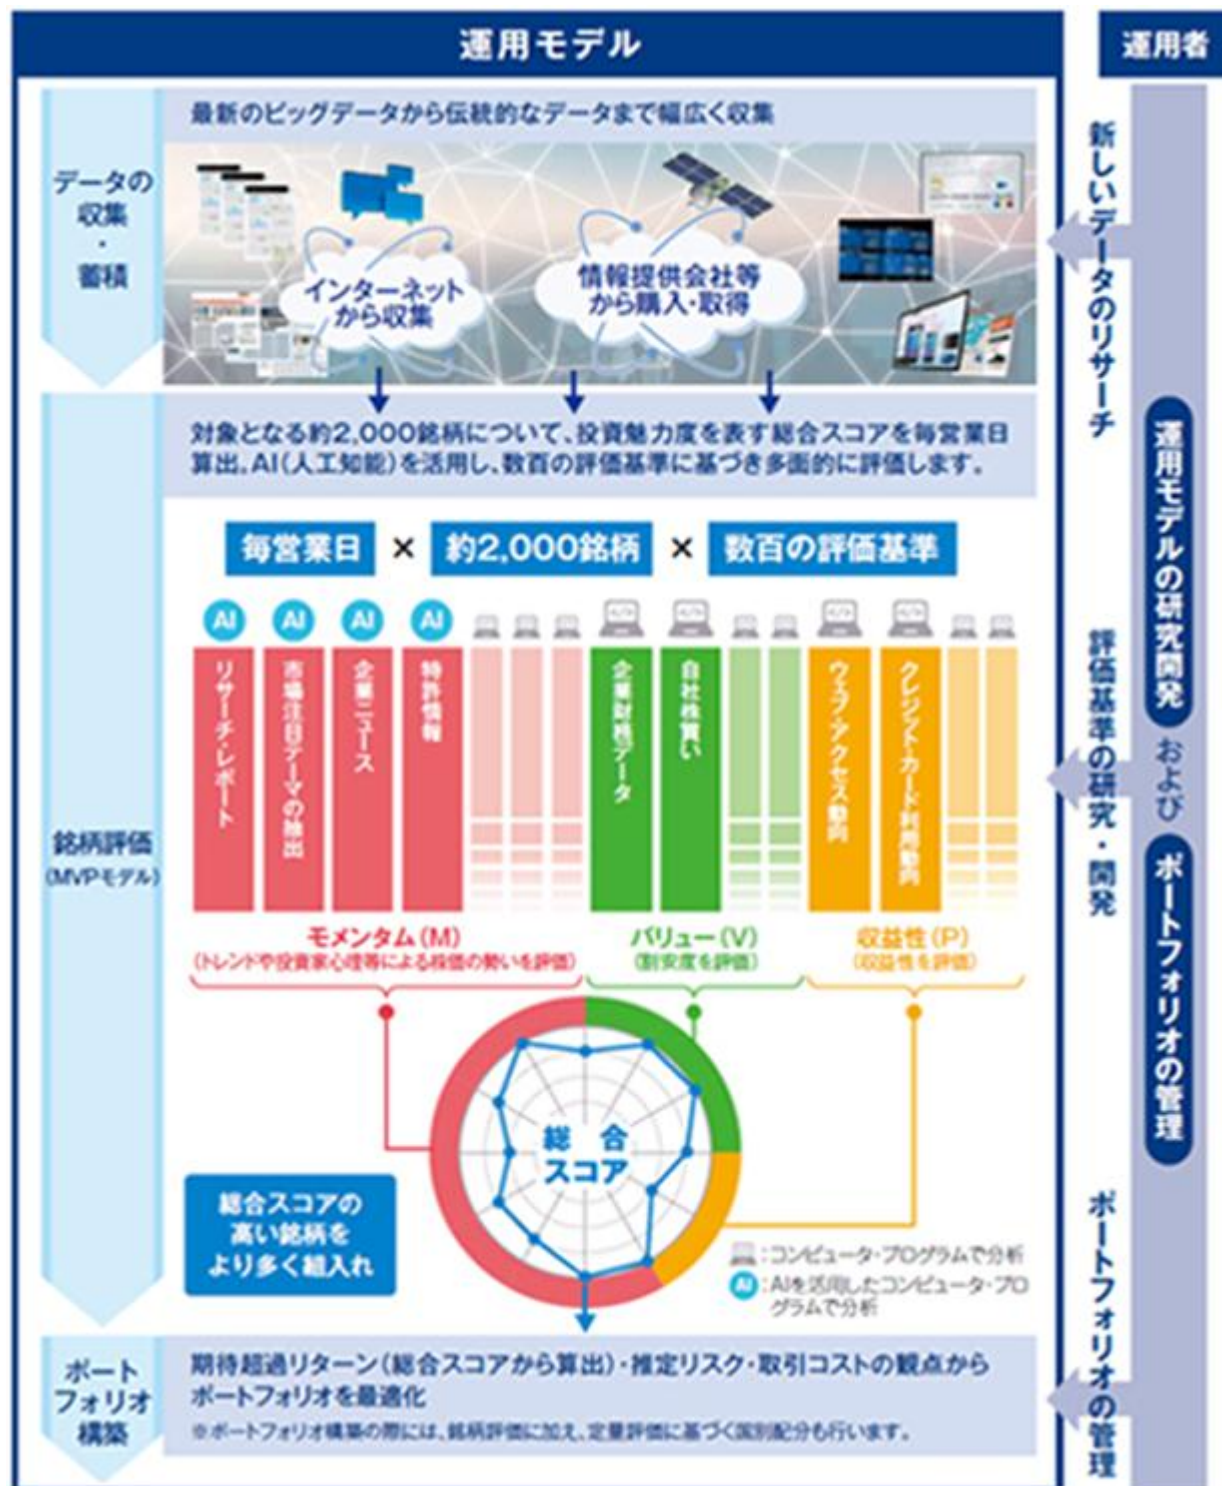 運用モデル
運用者
データの
収集
・
蓄積
最新のビッグデータから伝統的なデータまで幅広く収集
インターネット
から収集
情報提供会社等
から購入・取得
新しいデータのリサーチ
銘柄評価
(MVPモデル)
対象となる約2,000銘柄について、投資魅力度を表す総合スコアを毎営業日
算出。AI(人工知能)を活用し、数百の評価基準に基づき多面的に評価します。
毎営業日 × 約2,000銘柄 × 数百の評価基準
AI AI AI AI
リサーチ・レポート
市場注目テーマの抽出
企業ニュース
特許情報
企業財務データ
自社株買い
ウェブ・アクセス動向
クレジット・カード利用動向
モメンタム(M)
(トレンドや投資家心理等による株価の勢いを評価)
バリュー(V)
(割安度を評価)
収益性(P)
(収益性を評価)
総合
スコア
総合スコアの
高い銘柄を
より多く組入れ
:コンピュータ・プログラムで分析
AI:AIを活用したコンピュータ・プロ
グラムで分析
評価基準の研究・開発
運用モデルの研究開発
および
ポートフォリオの管理
ポート
フォリオ
構築
期待超過リターン(総合スコアから算出)・推定リスク・取引コストの観点から
ポートフォリオを最適化
※ポートフォリオ構築の際には、銘柄評価に加え、定量評価に基づく国別配分も行います。
ポートフォリオの管理